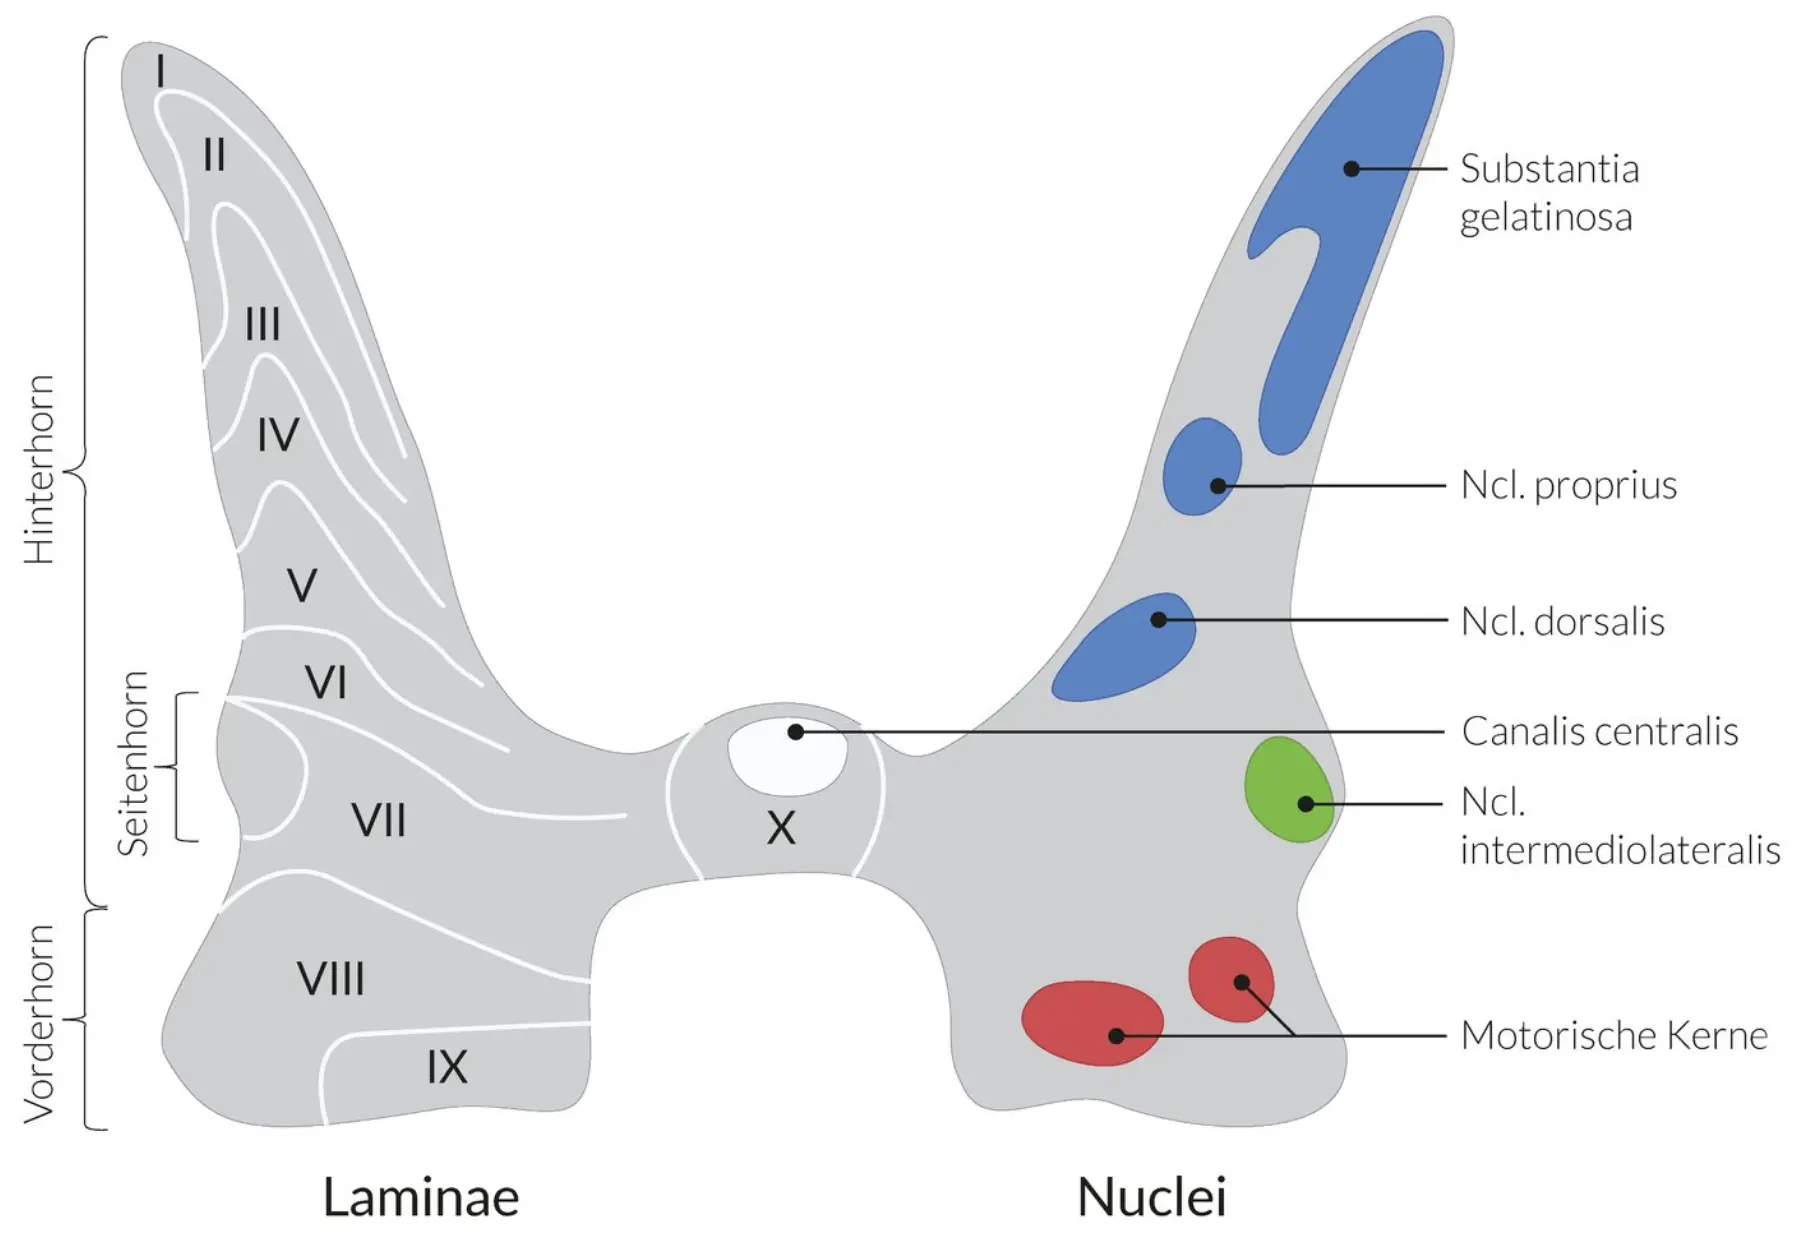 Hinterhorn
Seitenhorn
Vorderhorn
I
II
III
IV
V
VI
VII
VIII
IX
X
Substantia
gelatinosa
Ncl. proprius
Ncl. dorsalis
Canalis centralis
Ncl.
intermediolateralis
Motorische Kerne
Laminae
Nuclei